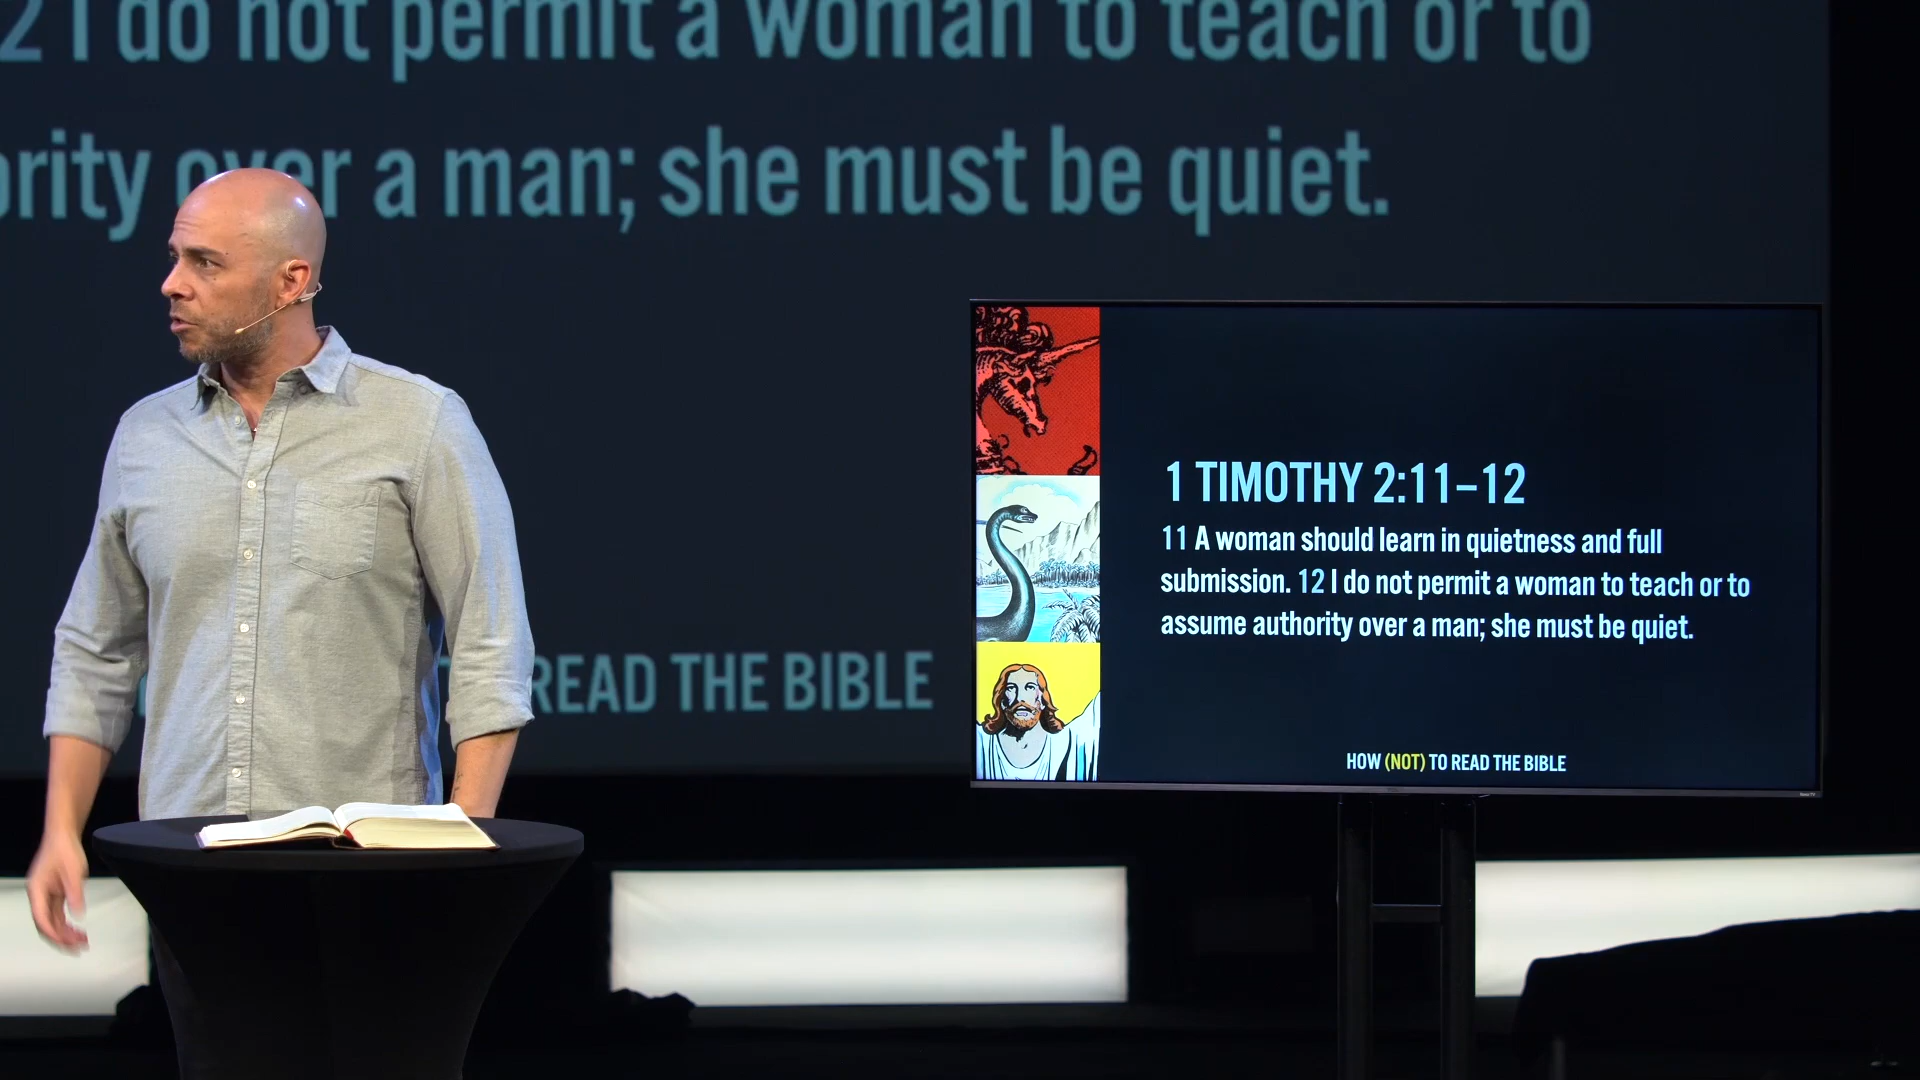 2 I do not permit a woman to teach or to
ority over a man; she must be quiet.
READ THE BIBLE
1 TIMOTHY 2:11–12
11 A woman should learn in quietness and full
submission. 12 I do not permit a woman to teach or to
assume authority over a man; she must be quiet.
HOW (NOT) TO READ THE BIBLE